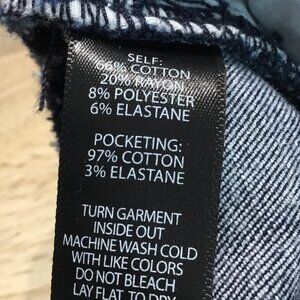 SELF:
66% COTTON
20% RAYON
8% POLYESTER
6% ELASTANE
POCKETING:
97% COTTON
3% ELASTANE
TURN GARMENT
INSIDE OUT
MACHINE WASH COLD
WITH LIKE COLORS
DO NOT BLEACH
LAY FLAT TO DRY